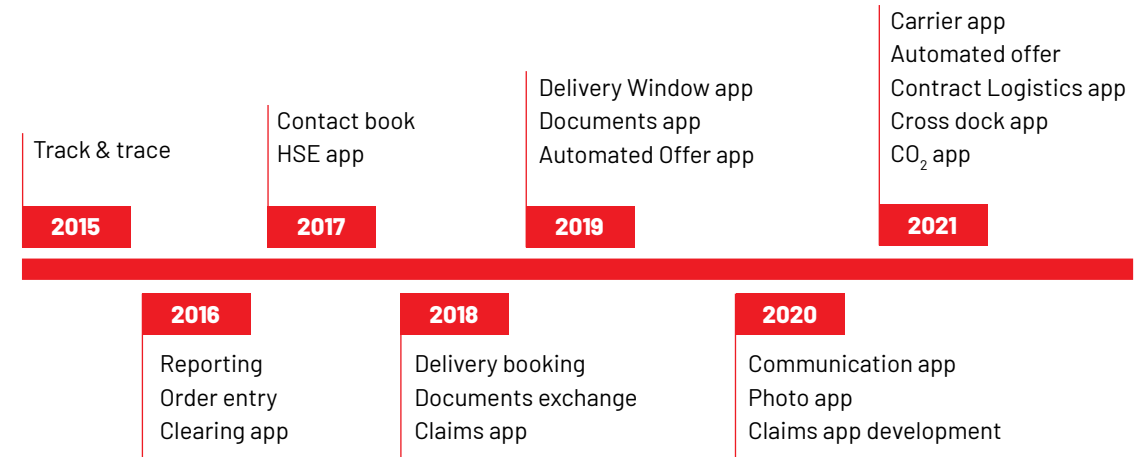 Track & trace
2015
Contact book
HSE app
2017
Delivery Window app
Documents app
Automated Offer app
2019
Carrier app
Automated offer
Contract Logistics app
Cross dock app
CO₂ app
2021
2016
Reporting
Order entry
Clearing app
2018
Delivery booking
Documents exchange
Claims app
2020
Communication app
Photo app
Claims app development